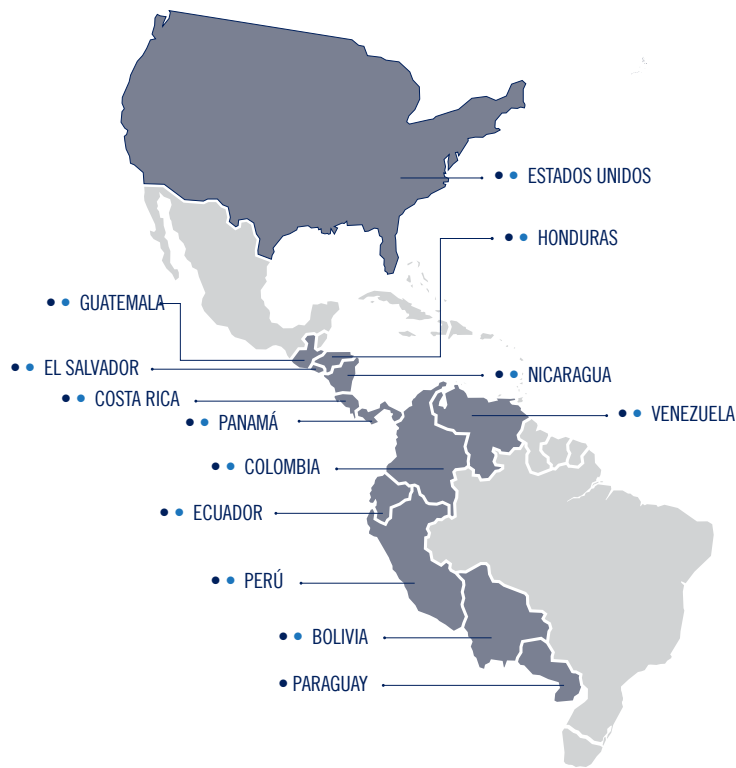 ESTADOS UNIDOS
HONDURAS
GUATEMALA
EL SALVADOR
NICARAGUA
COSTA RICA
VENEZUELA
PANAMÁ
COLOMBIA
ECUADOR
PERÚ
BOLIVIA
PARAGUAY